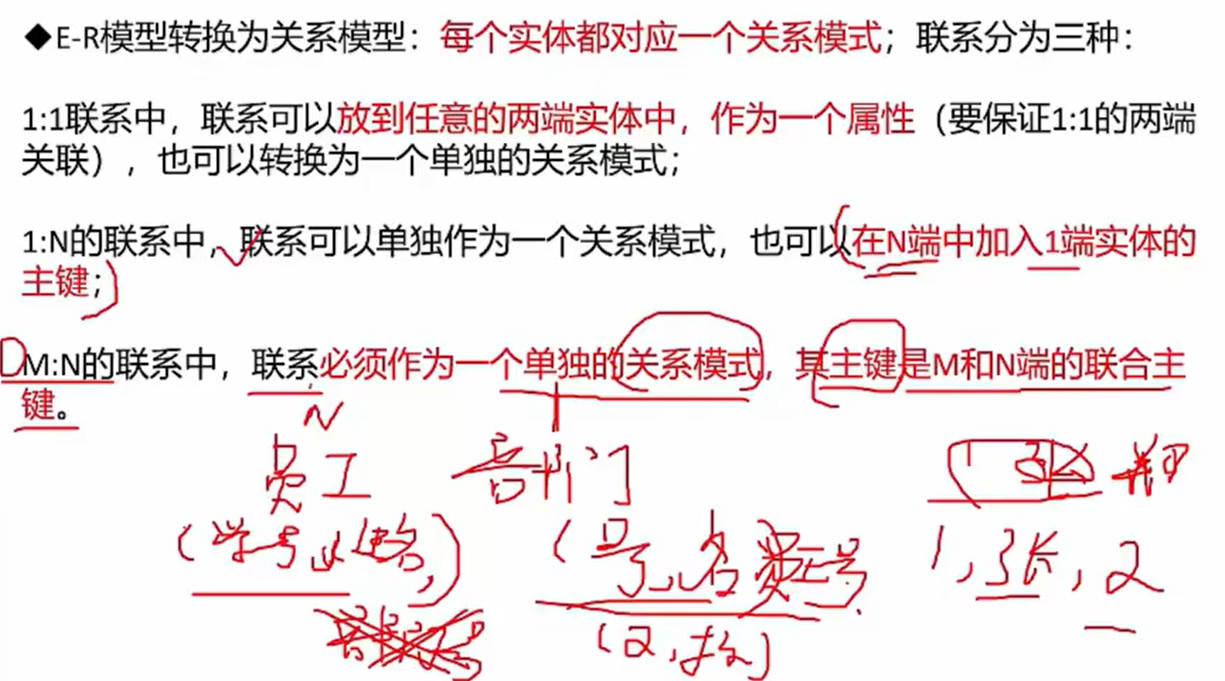 ◆E-R模型转换为关系模型：每个实体都对应一个关系模式；联系分为三种：
1:1联系中，联系可以放到任意的两端实体中，作为一个属性（要保证1:1的两端
关联），也可以转换为一个单独的关系模式；
1:N的联系中，联系可以单独作为一个关系模式，也可以在N端中加入1端实体的
主键；
M:N的联系中，联系必须作为一个单独的关系模式，其主键是M和N端的联合主
键。
N 1
员工 部门 1 张
(学号, (号,名 员工号 1,张,2
(2,